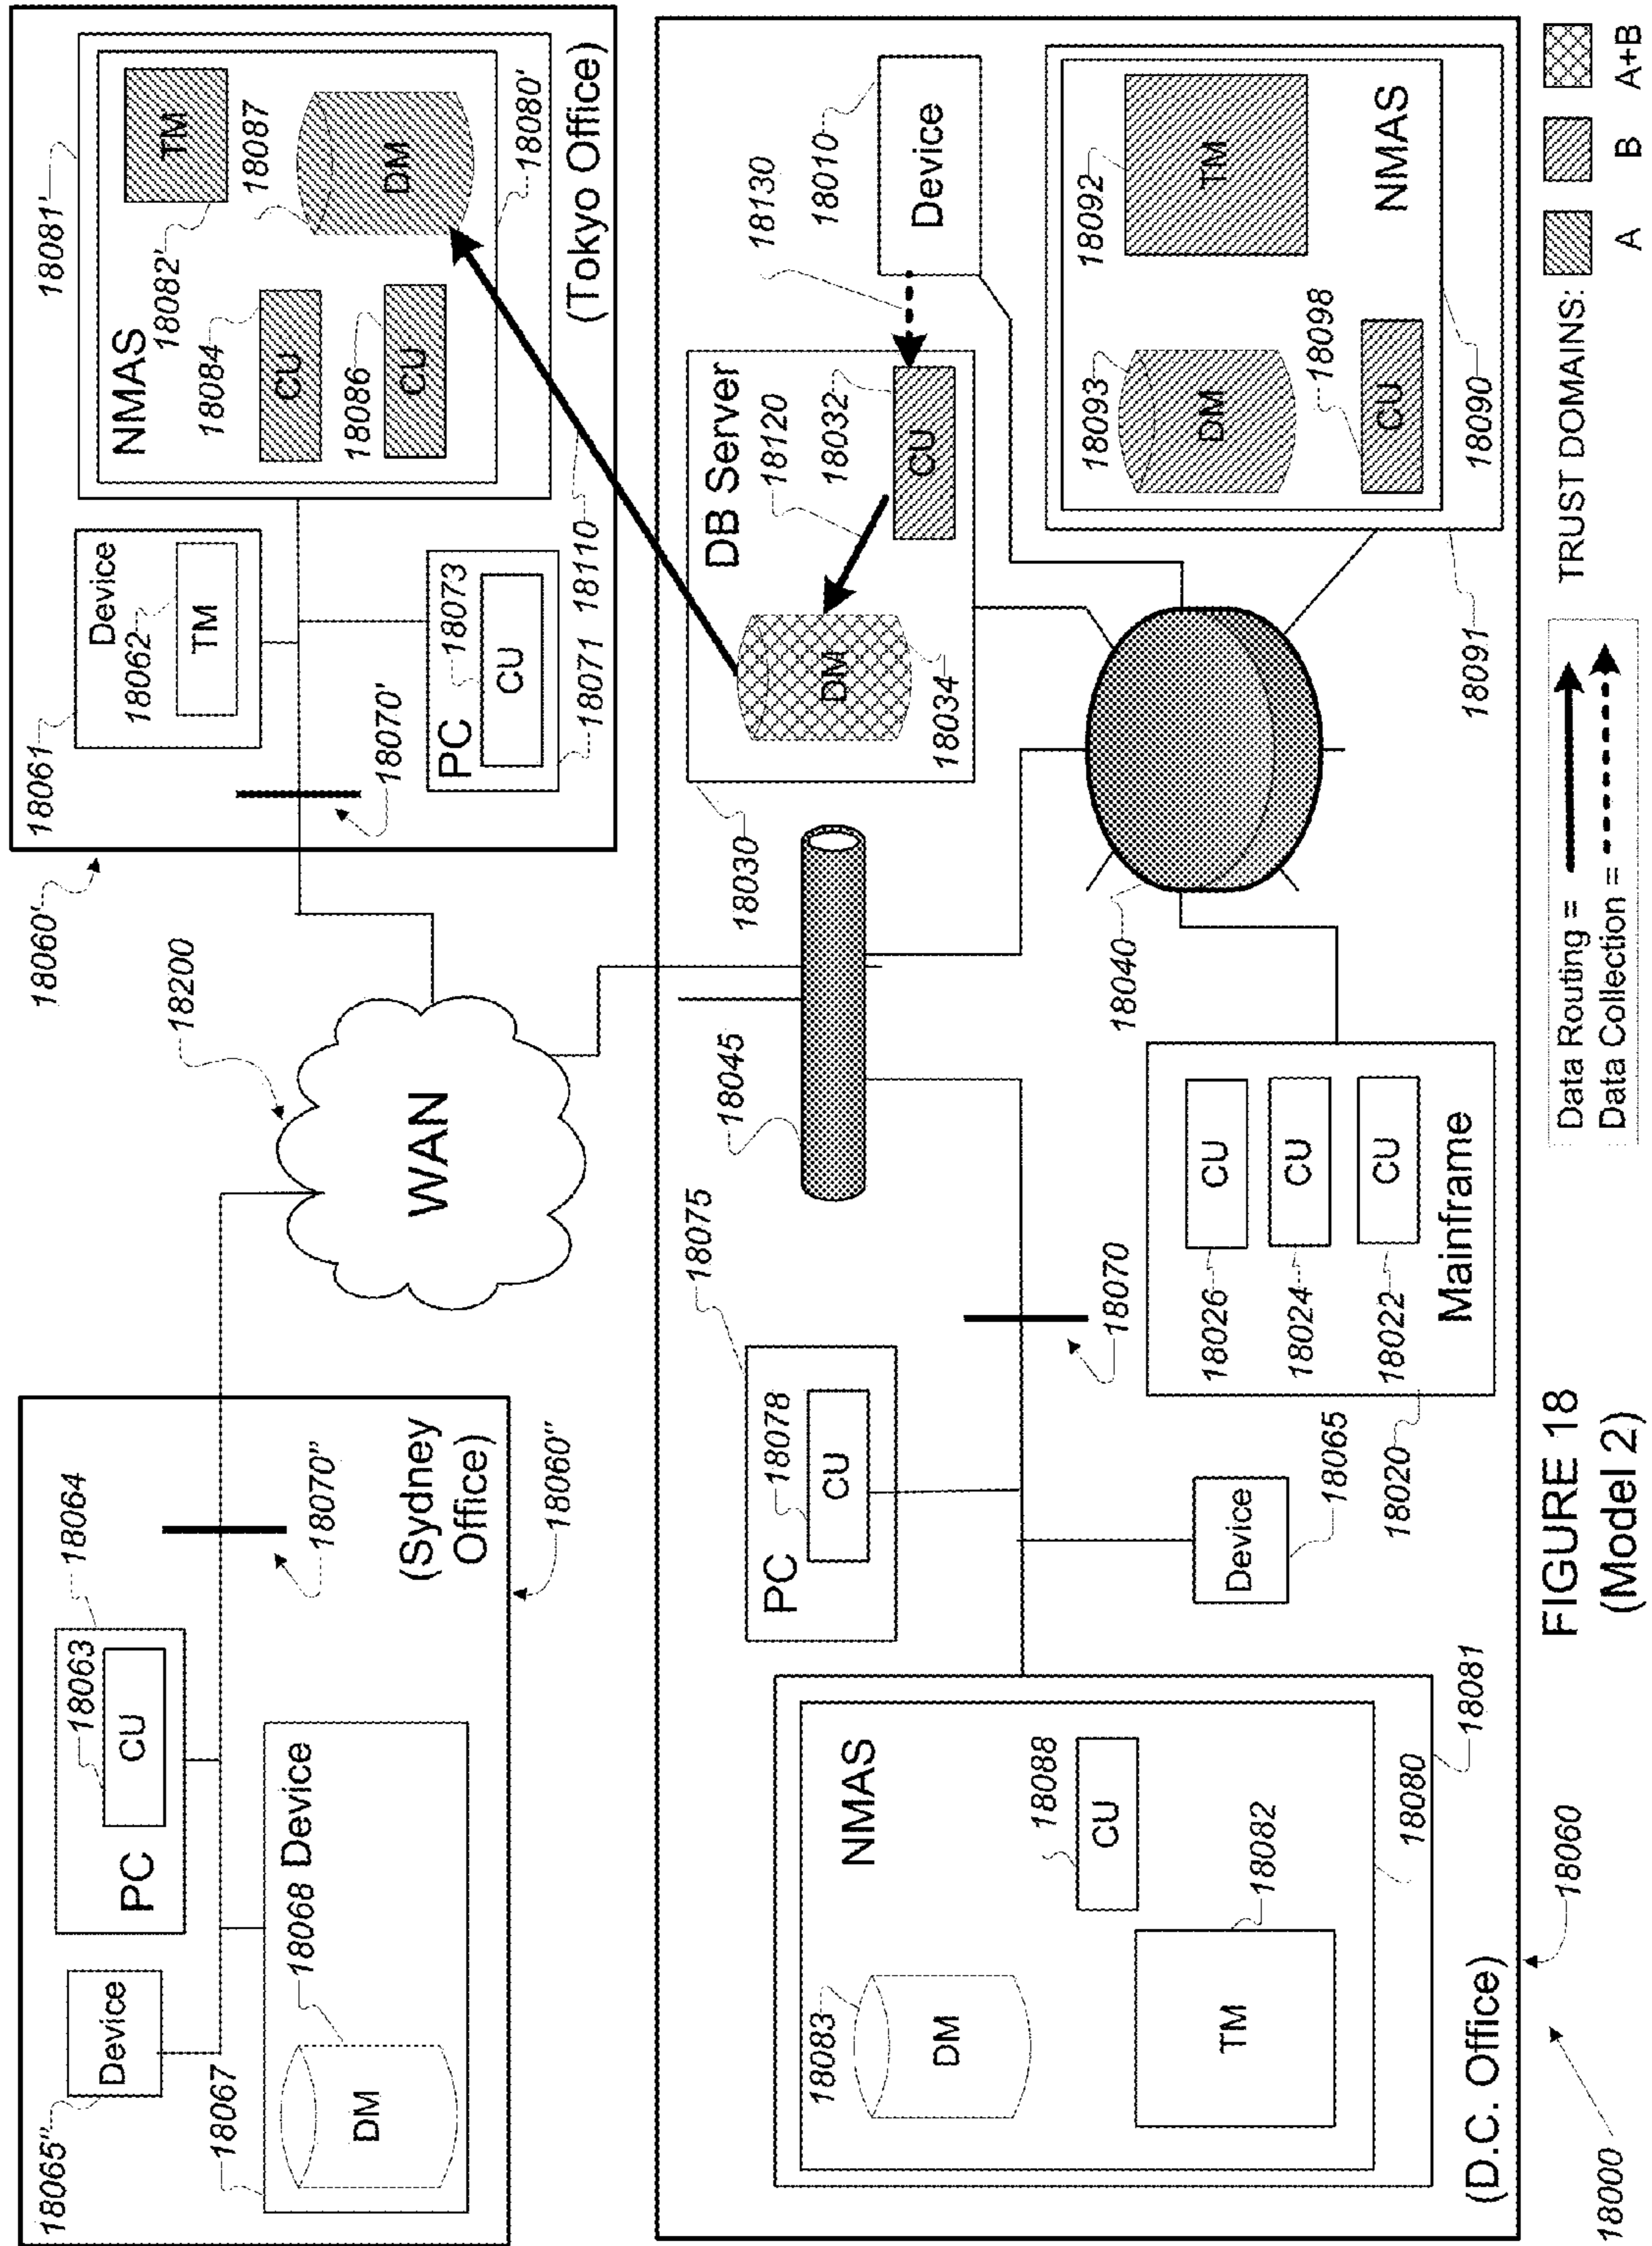 18065''
Device
18064
18063
CU
PC
18067
18068
Device
DM
18070''
(Sydney
Office)
18060''
18200
WAN
18060'
18061
Device
18062
TM
18070'
PC
18073
CU
18071
18110
18081'
NMAS
TM
18082'
18087
18084
CU
DM
18086
CU
18080'
(Tokyo Office)
18075
18078
PC
CU
18045
18030
DB Server
DM
18034
18120
18032
CU
18130
18010
Device
NMAS
18083
DM
18088
CU
18082
TM
18080
18081
Device
18065
18070
18020
18026
CU
18024
CU
18022
CU
Mainframe
18040
18093
DM
18092
TM
18098
CU
NMAS
18090
18091
(D.C. Office)
18060
18000
FIGURE 18
(Model 2)
Data Routing =
Data Collection =
TRUST DOMAINS:
A
B
A+B